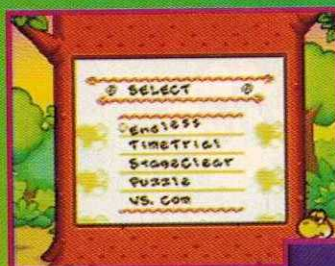 SELECT
Endless
TimeTrial
StageClear
Puzzle
VS. Com